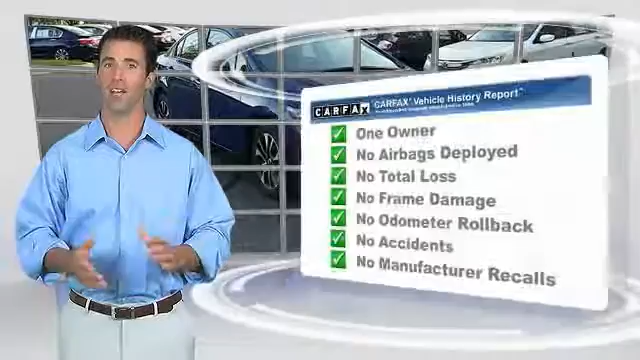 CARFAX CARFAX Vehicle History Report™
One Owner
No Airbags Deployed
No Total Loss
No Frame Damage
No Odometer Rollback
No Accidents
No Manufacturer Recalls